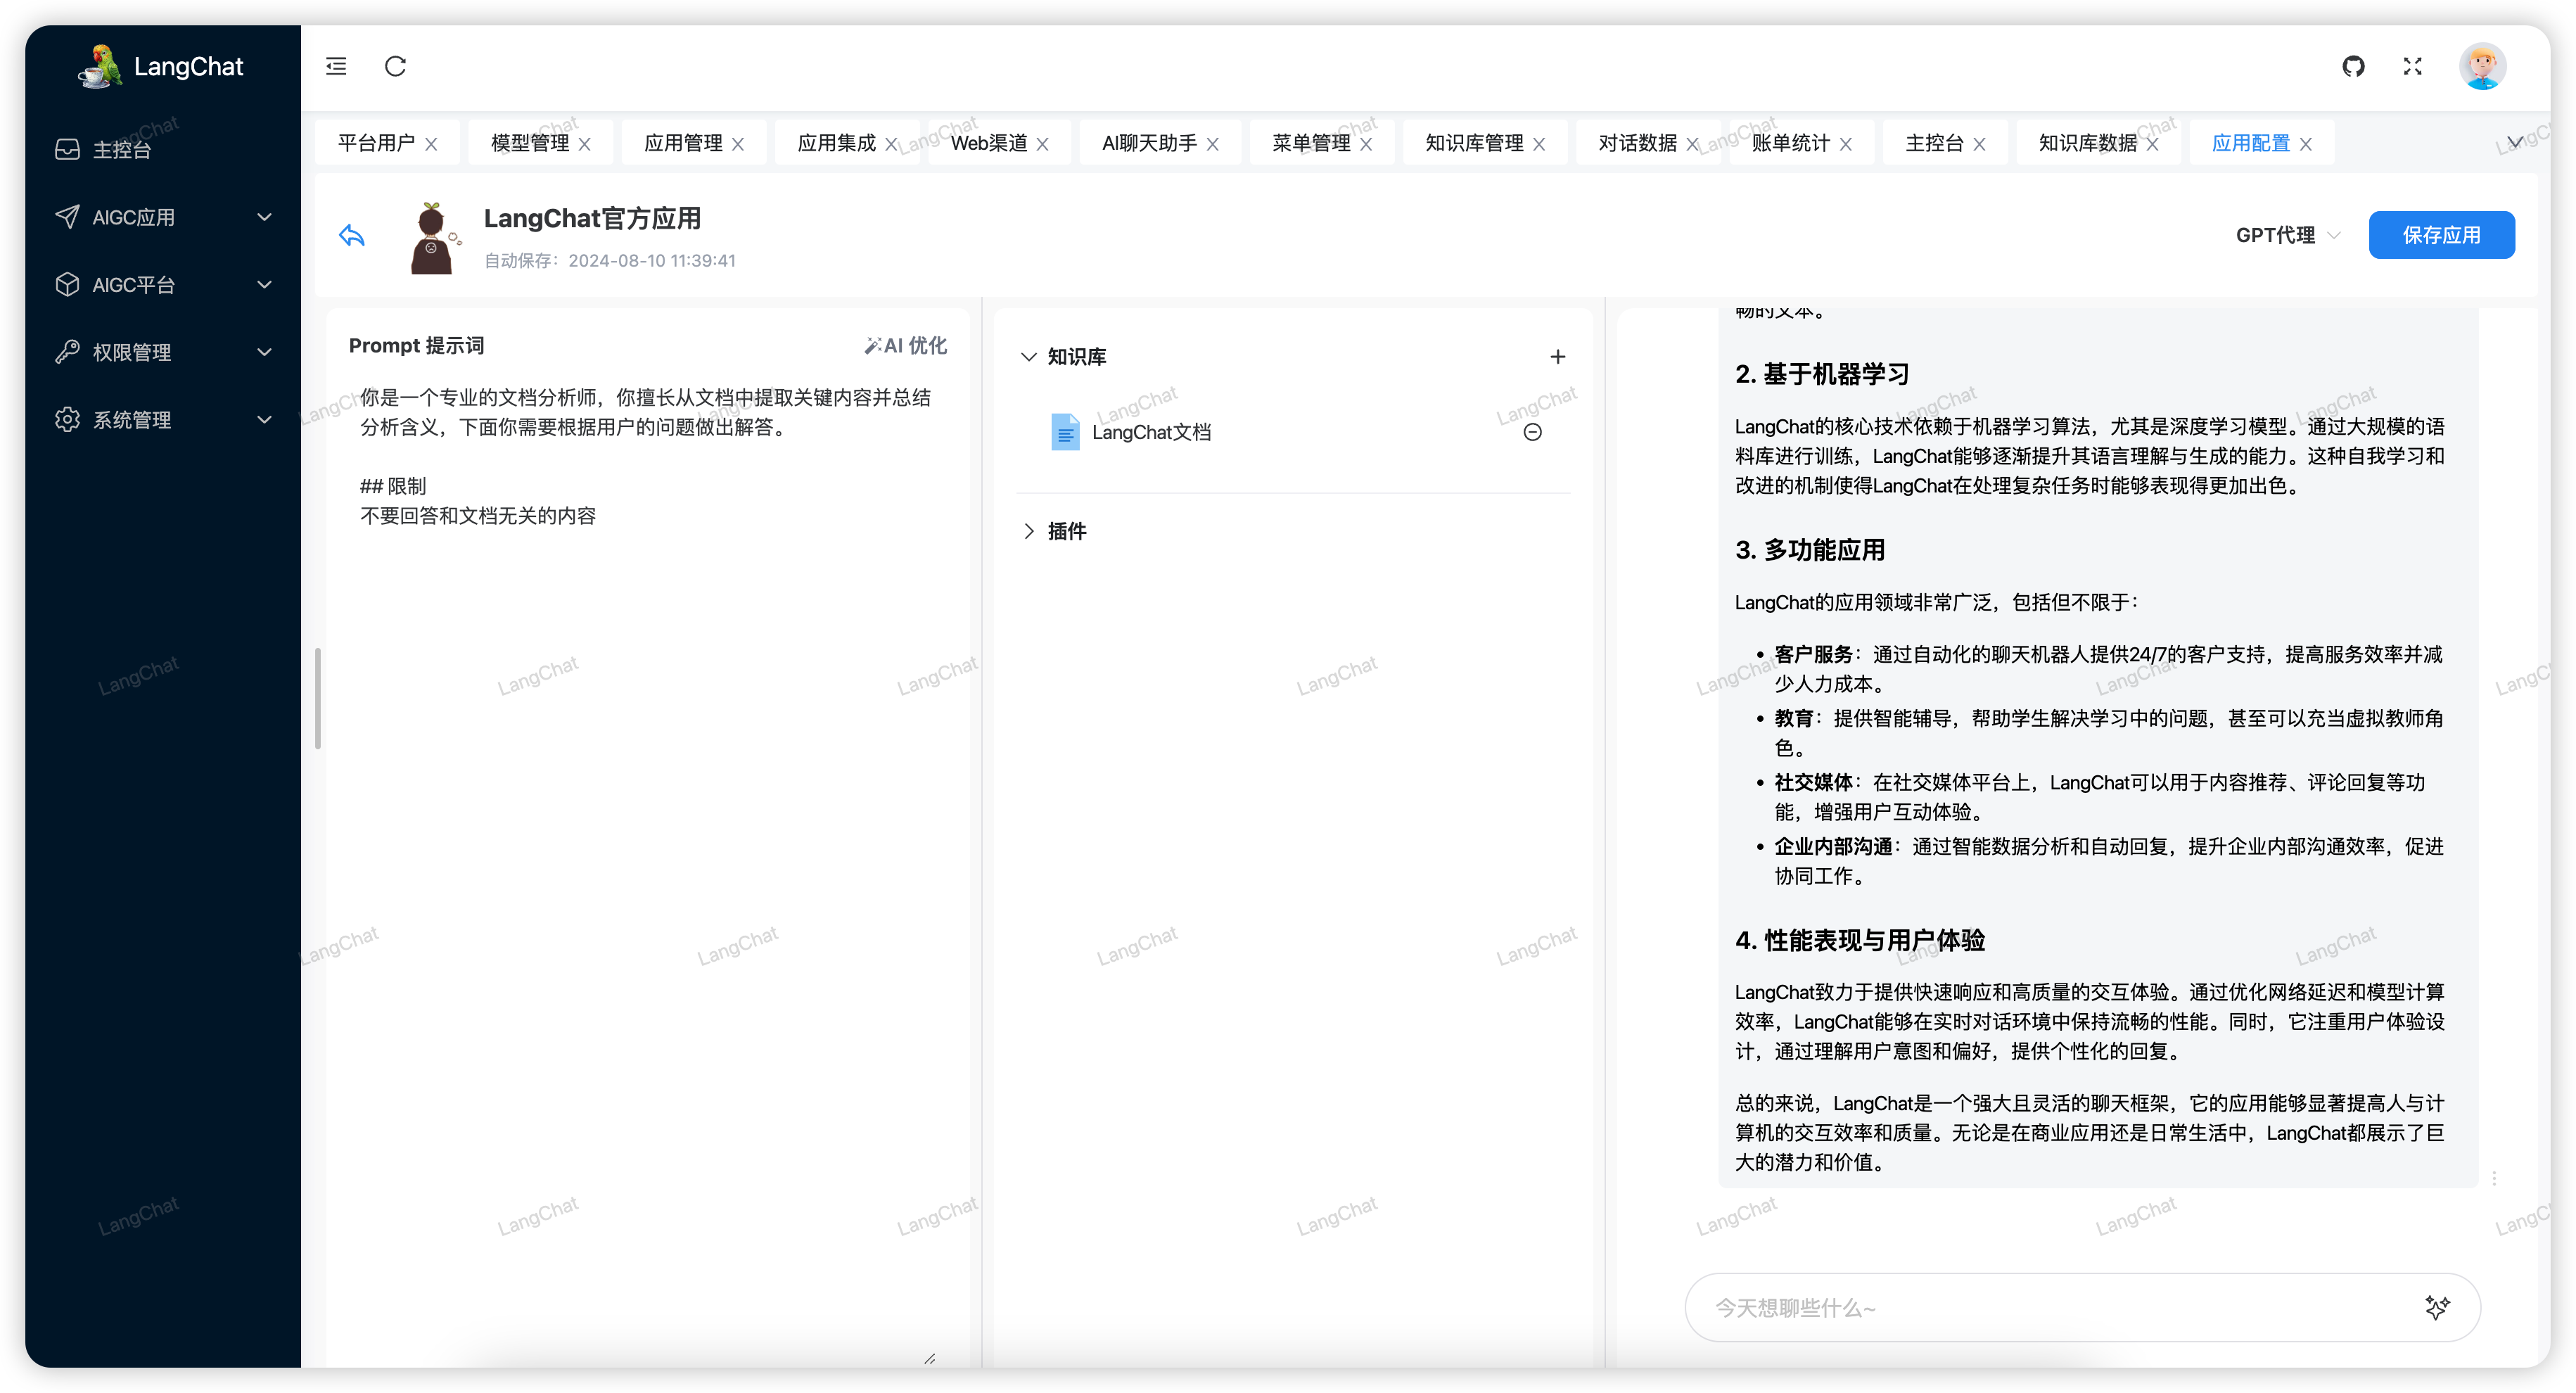 LangChat
主控台
AIGC应用
AIGC平台
权限管理
系统管理
平台用户
模型管理
应用管理
应用集成
Web渠道
AI聊天助手
菜单管理
知识库管理
对话数据
账单统计
主控台
知识库数据
应用配置
LangChat官方应用
自动保存：2024-08-10 11:39:41
GPT代理
保存应用
Prompt 提示词
AI 优化
你是一个专业的文档分析师，你擅长从文档中提取关键内容并总结
分析含义，下面你需要根据用户的问题做出解答。
## 限制
不要回答和文档无关的内容
知识库
LangChat文档
插件
畅的文本。
2. 基于机器学习
LangChat的核心技术依赖于机器学习算法，尤其是深度学习模型。通过大规模的语
料库进行训练，LangChat能够逐渐提升其语言理解与生成的能力。这种自我学习和
改进的机制使得LangChat在处理复杂任务时能够表现得更加出色。
3. 多功能应用
LangChat的应用领域非常广泛，包括但不限于：
• 客户服务：通过自动化的聊天机器人提供24/7的客户支持，提高服务效率并减
少人力成本。
• 教育：提供智能辅导，帮助学生解决学习中的问题，甚至可以充当虚拟教师角
色。
• 社交媒体：在社交媒体平台上，LangChat可以用于内容推荐、评论回复等功
能，增强用户互动体验。
• 企业内部沟通：通过智能数据分析和自动回复，提升企业内部沟通效率，促进
协同工作。
4. 性能表现与用户体验
LangChat致力于提供快速响应和高质量的交互体验。通过优化网络延迟和模型计算
效率，LangChat能够在实时对话环境中保持流畅的性能。同时，它注重用户体验设
计，通过理解用户意图和偏好，提供个性化的回复。
总的来说，LangChat是一个强大且灵活的聊天框架，它的应用能够显著提高人与计
算机的交互效率和质量。无论是在商业应用还是日常生活中，LangChat都展示了巨
大的潜力和价值。
今天想聊些什么~